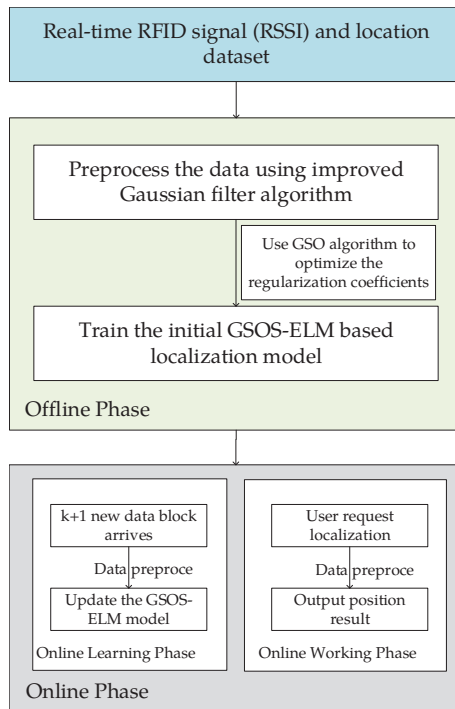 Real-time RFID signal (RSSI) and location
dataset
Preprocess the data using improved
Gaussian filter algorithm
Use GSO algorithm to
optimize the
regularization coefficients
Train the initial GSOS-ELM based
localization model
Offline Phase
k+1 new data block
arrives
Data preproce
Update the GSOS-
ELM model
Online Learning Phase
User request
localization
Data preproce
Output position
result
Online Working Phase
Online Phase